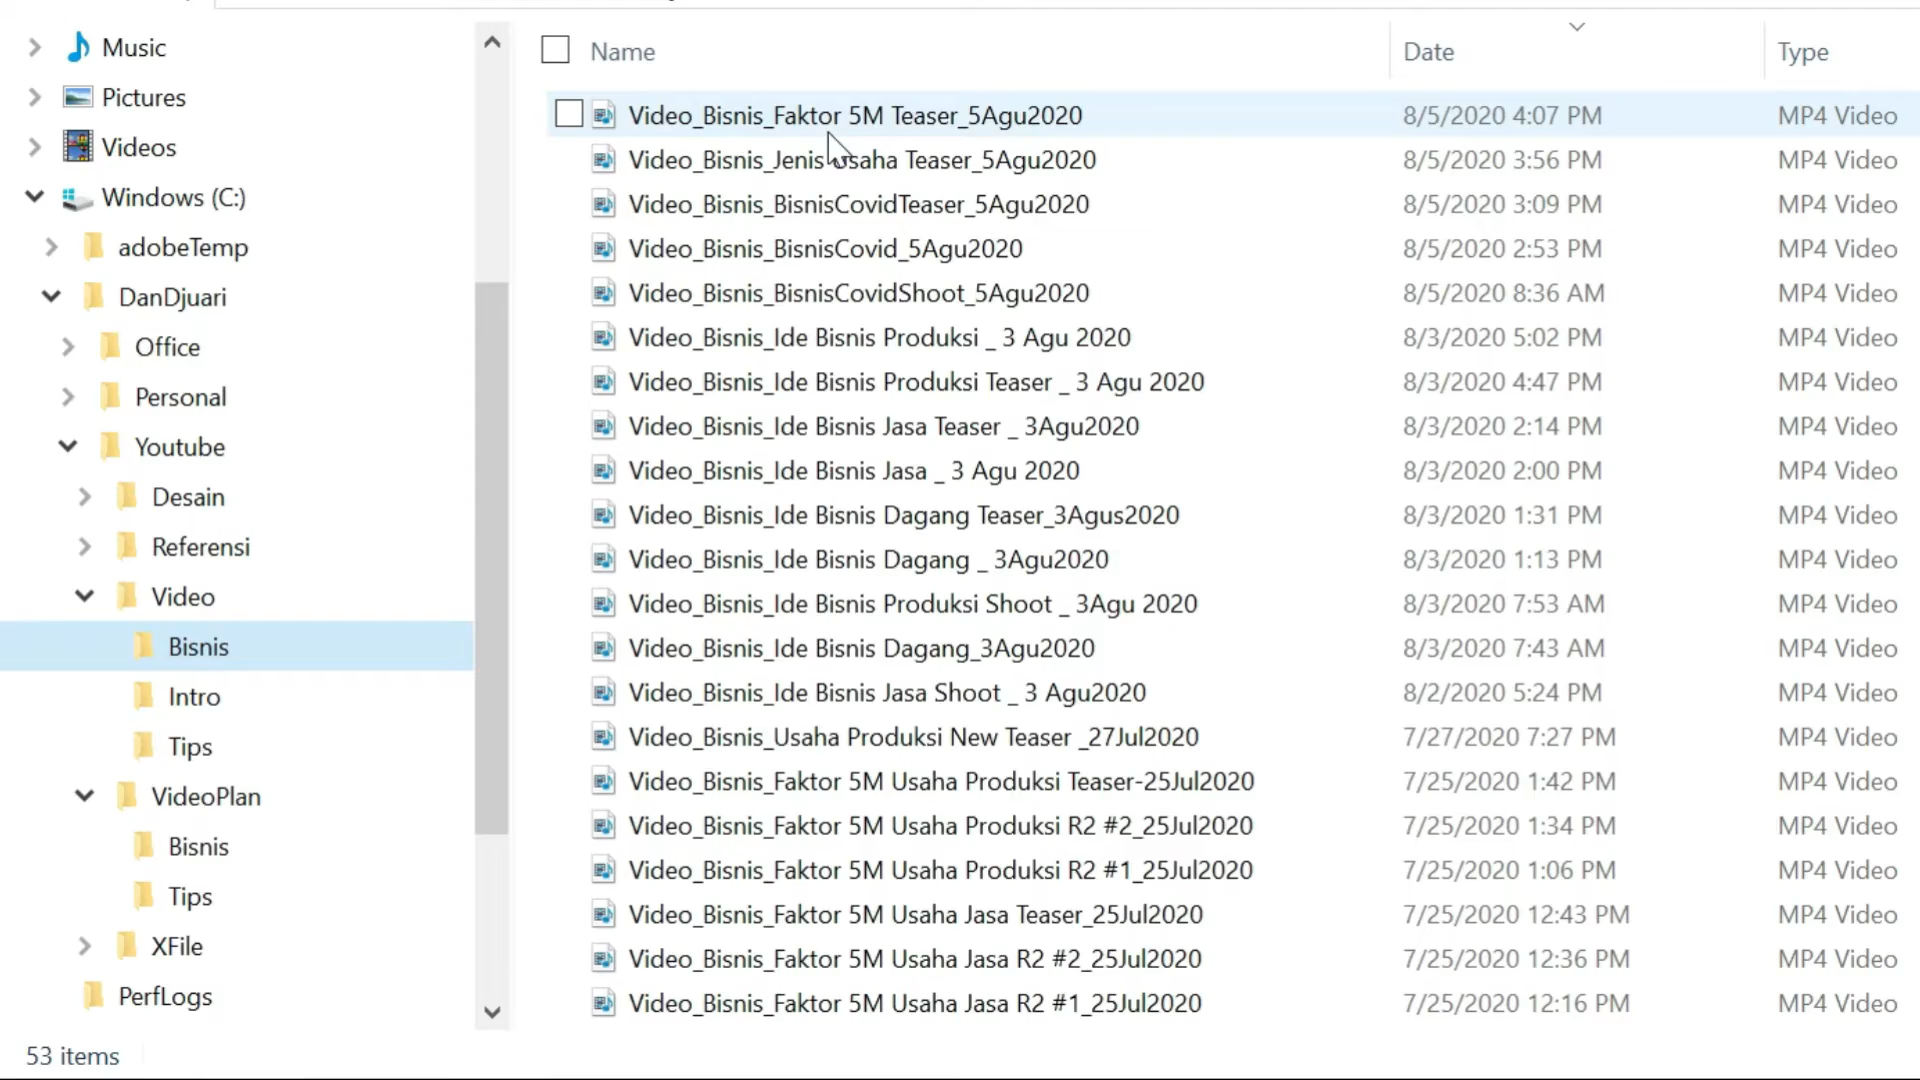 Music
Pictures
Videos
Windows (C:)
adobeTemp
DanDjuari
Office
Personal
Youtube
Desain
Referensi
Video
Bisnis
Intro
Tips
VideoPlan
Bisnis
Tips
XFile
PerfLogs
53 items
Name Date Type
Video_Bisnis_Faktor 5M Teaser_5Agu2020 8/5/2020 4:07 PM MP4 Video
Video_Bisnis_Jenis Usaha Teaser_5Agu2020 8/5/2020 3:56 PM MP4 Video
Video_Bisnis_BisnisCovidTeaser_5Agu2020 8/5/2020 3:09 PM MP4 Video
Video_Bisnis_BisnisCovid_5Agu2020 8/5/2020 2:53 PM MP4 Video
Video_Bisnis_BisnisCovidShoot_5Agu2020 8/5/2020 8:36 AM MP4 Video
Video_Bisnis_Ide Bisnis Produksi _ 3 Agu 2020 8/3/2020 5:02 PM MP4 Video
Video_Bisnis_Ide Bisnis Produksi Teaser _ 3 Agu 2020 8/3/2020 4:47 PM MP4 Video
Video_Bisnis_Ide Bisnis Jasa Teaser _ 3Agu2020 8/3/2020 2:14 PM MP4 Video
Video_Bisnis_Ide Bisnis Jasa _ 3 Agu 2020 8/3/2020 2:00 PM MP4 Video
Video_Bisnis_Ide Bisnis Dagang Teaser_3Agus2020 8/3/2020 1:31 PM MP4 Video
Video_Bisnis_Ide Bisnis Dagang _ 3Agu2020 8/3/2020 1:13 PM MP4 Video
Video_Bisnis_Ide Bisnis Produksi Shoot _ 3Agu 2020 8/3/2020 7:53 AM MP4 Video
Video_Bisnis_Ide Bisnis Dagang_3Agu2020 8/3/2020 7:43 AM MP4 Video
Video_Bisnis_Ide Bisnis Jasa Shoot _ 3 Agu2020 8/2/2020 5:24 PM MP4 Video
Video_Bisnis_Usaha Produksi New Teaser _27Jul2020 7/27/2020 7:27 PM MP4 Video
Video_Bisnis_Faktor 5M Usaha Produksi Teaser-25Jul2020 7/25/2020 1:42 PM MP4 Video
Video_Bisnis_Faktor 5M Usaha Produksi R2 #2_25Jul2020 7/25/2020 1:34 PM MP4 Video
Video_Bisnis_Faktor 5M Usaha Produksi R2 #1_25Jul2020 7/25/2020 1:06 PM MP4 Video
Video_Bisnis_Faktor 5M Usaha Jasa Teaser_25Jul2020 7/25/2020 12:43 PM MP4 Video
Video_Bisnis_Faktor 5M Usaha Jasa R2 #2_25Jul2020 7/25/2020 12:36 PM MP4 Video
Video_Bisnis_Faktor 5M Usaha Jasa R2 #1_25Jul2020 7/25/2020 12:16 PM MP4 Video